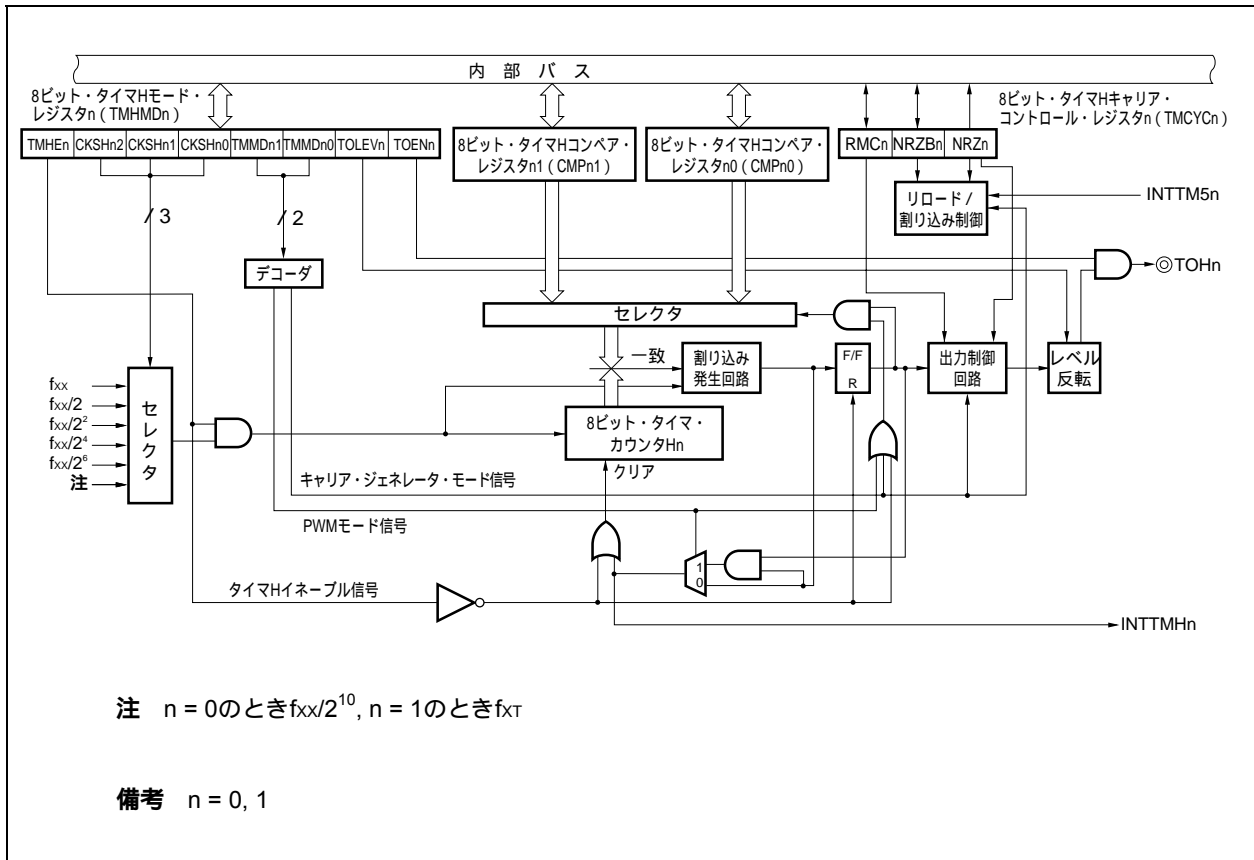 内 部 バ ス
8ビット・タイマHモード・
レジスタn（TMHMDn）
8ビット・タイマHキャリア・
コントロール・レジスタn（TMCYCn）
TMHEn CKSHn2 CKSHn1 CKSHn0 TMMDn1 TMMDn0 TOLEVn TOENn
8ビット・タイマHコンペア・
レジスタn1（CMPn1）
8ビット・タイマHコンペア・
レジスタn0（CMPn0）
RMCn NRZBn NRZn
リロード /
割り込み制御
INTTM5n
3
2
デコーダ
TOHn
セレクタ
一致
割り込み
発生回路
F/F
R
出力制御
回路
レベル
反転
fXX
fXX/2
fXX/2²
fXX/2⁴
fXX/2⁶
注
セレクタ
8ビット・タイマ・
カウンタHn
クリア
キャリア・ジェネレータ・モード信号
PWMモード信号
1
0
タイマHイネーブル信号
INTTMHn
注 n = 0のときfXX/2¹⁰, n = 1のときfXT
備考 n = 0, 1